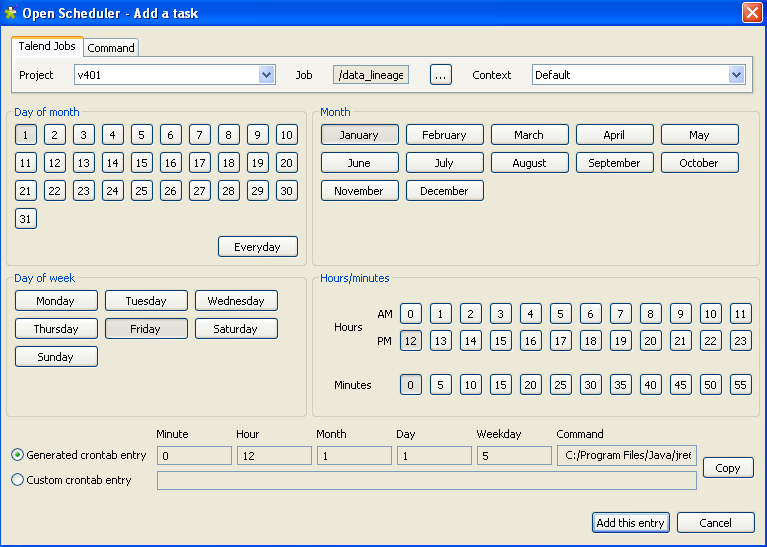 Open Scheduler - Add a task
Talend Jobs Command
Project v401 Job /data_lineage ... Context Default
Day of month
1 2 3 4 5 6 7 8 9 10
11 12 13 14 15 16 17 18 19 20
21 22 23 24 25 26 27 28 29 30
31
Everyday
Month
January February March April May
June July August September October
November December
Day of week
Monday Tuesday Wednesday
Thursday Friday Saturday
Sunday
Hours/minutes
AM 0 1 2 3 4 5 6 7 8 9 10 11
Hours
PM 12 13 14 15 16 17 18 19 20 21 22 23
Minutes 0 5 10 15 20 25 30 35 40 45 50 55
Minute Hour Month Day Weekday Command
Generated crontab entry 0 12 1 1 5 C:/Program Files/Java/jre6
Copy
Custom crontab entry
Add this entry Cancel